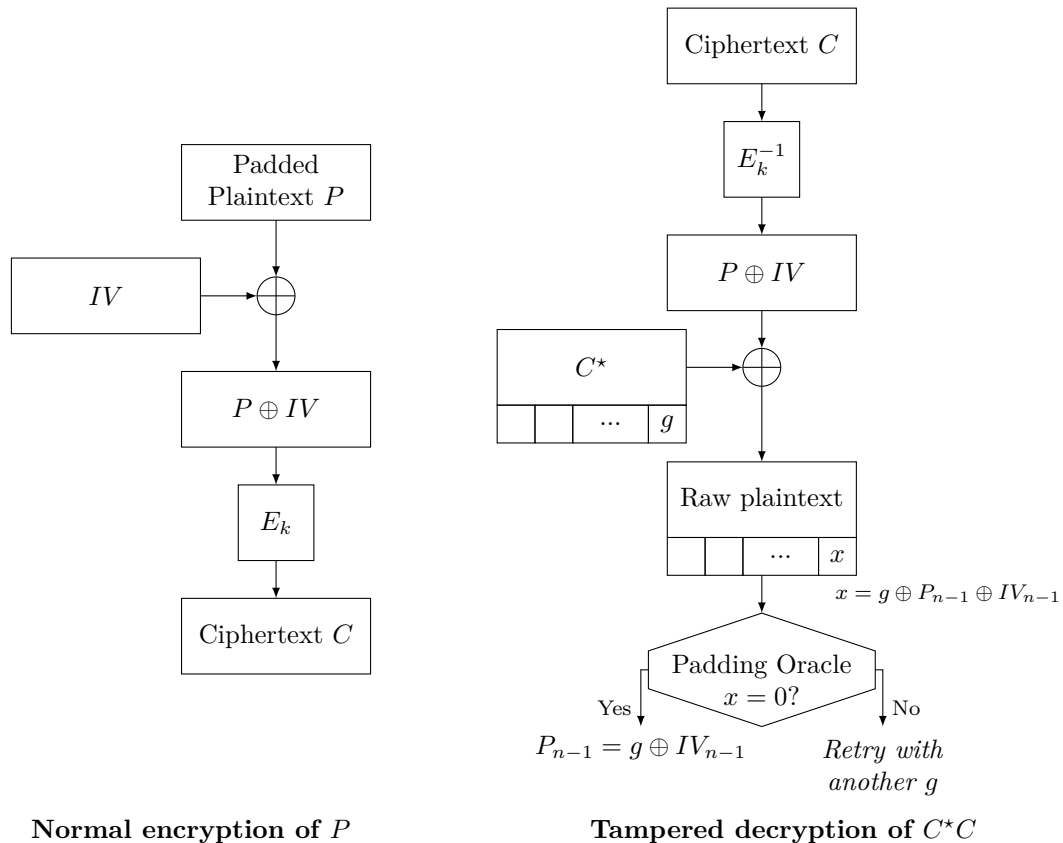 Padded
Plaintext P
IV
P ⊕ IV
E_k
Ciphertext C
Normal encryption of P
Ciphertext C
E_k^{-1}
P ⊕ IV
C⋆
... g
Raw plaintext
... x
x = g ⊕ P_{n−1} ⊕ IV_{n−1}
Padding Oracle
x = 0?
Yes
No
P_{n−1} = g ⊕ IV_{n−1}
Retry with
another g
Tampered decryption of C⋆C